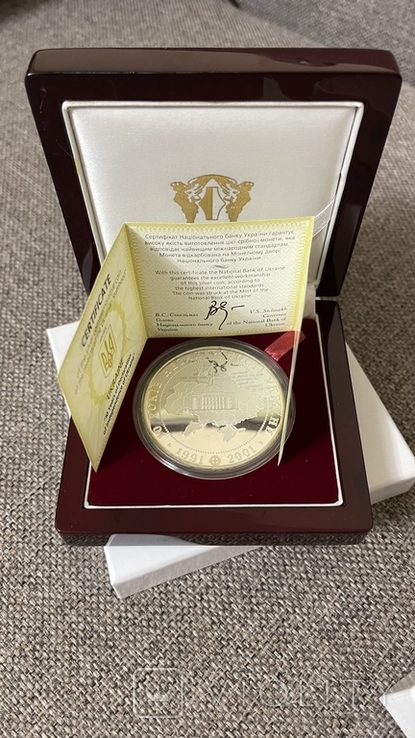 Сертифікат Національного банку України гарантує
високу якість виготовлення цієї срібної монети, яка
відповідає найвищим міжнародним стандартам.
Монета відкарбована на Монетному дворі
Національного банку України.
With this certificate the National Bank of Ukraine
guarantees the excellent workmanship
of this silver coin, according to
the highest international standards.
The coin was struck at the Mint of the
National Bank of Ukraine.
В.С. Стельмах
Голова
Національного банку
України
V.S. Stelmakh
Governor
of the National Bank of
Ukraine
CERTIFICATE
UKRAINE
1991 2001
VIOLITY